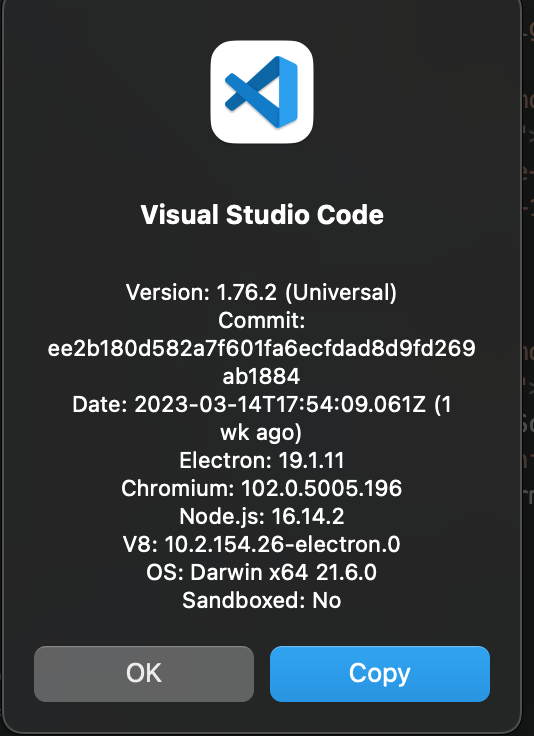 Visual Studio Code
Version: 1.76.2 (Universal)
Commit:
ee2b180d582a7f601fa6ecfdad8d9fd269
ab1884
Date: 2023-03-14T17:54:09.061Z (1
wk ago)
Electron: 19.1.11
Chromium: 102.0.5005.196
Node.js: 16.14.2
V8: 10.2.154.26-electron.0
OS: Darwin x64 21.6.0
Sandboxed: No
OK
Copy